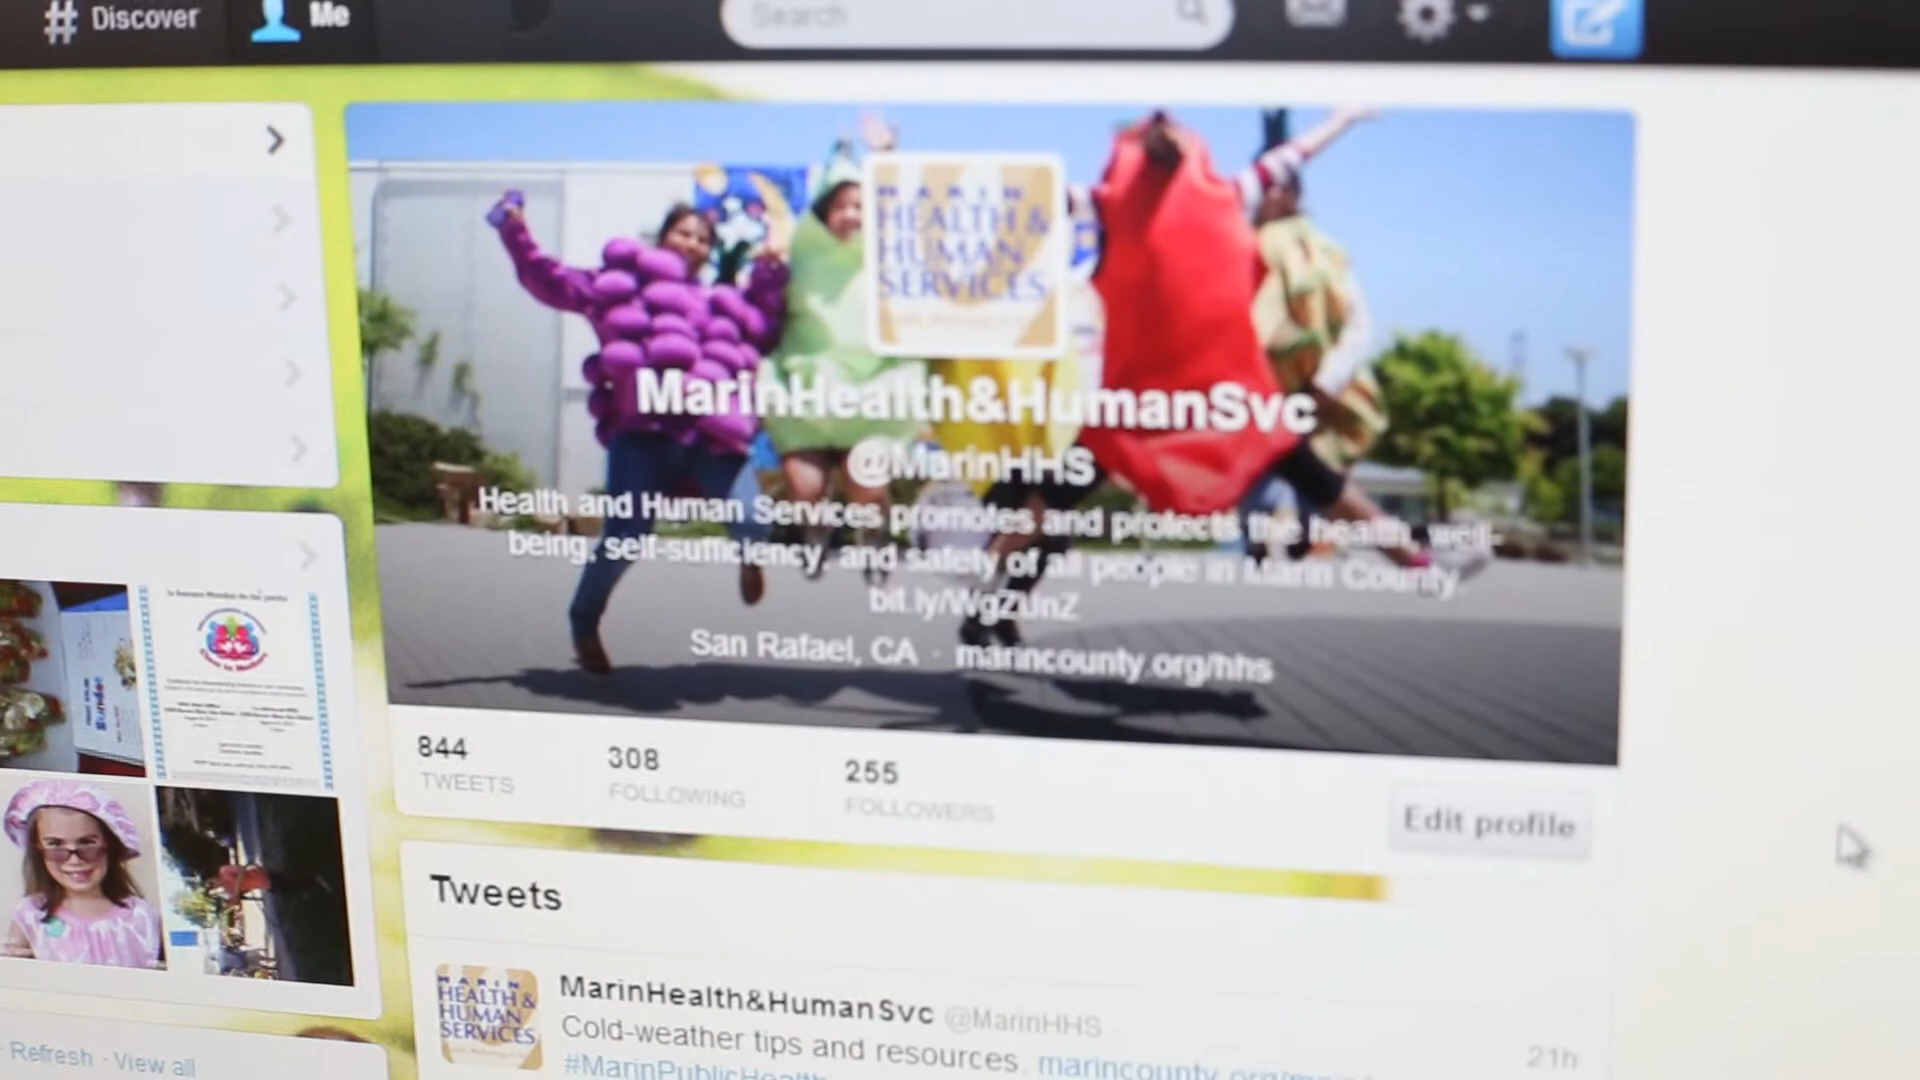 # Discover
Me
Search
MARIN
HEALTH &
HUMAN
SERVICES
MarinHealth&HumanSvc
@MarinHHS
Health and Human Services promotes and protects the health, well-
being, self-sufficiency, and safety of all people in Marin County.
bit.ly/WgZUnZ
San Rafael, CA · marincounty.org/hhs
844
TWEETS
308
FOLLOWING
255
FOLLOWERS
Edit profile
Tweets
MARIN
HEALTH &
HUMAN
SERVICES
MarinHealth&HumanSvc @MarinHHS
21h
Cold-weather tips and resources. marincounty.org/
#MarinPublicHealth
· Refresh · View all